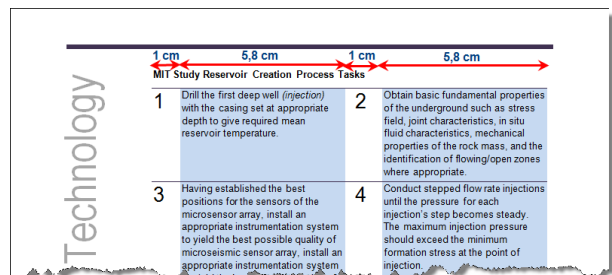 1 cm 5,8 cm 1 cm 5,8 cm
MIT Study Reservoir Creation Process Tasks
Technology
1
Drill the first deep well (injection)
with the casing set at appropriate
depth to give required mean
reservoir temperature.
2
Obtain basic fundamental properties
of the underground such as stress
field, joint characteristics, in situ
fluid characteristics, mechanical
properties of the rock mass, and the
identification of flowing/open zones
where appropriate.
3
Having established the best
positions for the sensors of the
microsensor array, install an
appropriate instrumentation system
to yield the best possible quality of
microseismic sensor array, install an
appropriate instrumentation system
4
Conduct stepped flow rate injections
until the pressure for each
injection's step becomes steady.
The maximum injection pressure
should exceed the minimum
formation stress at the point of
injection.